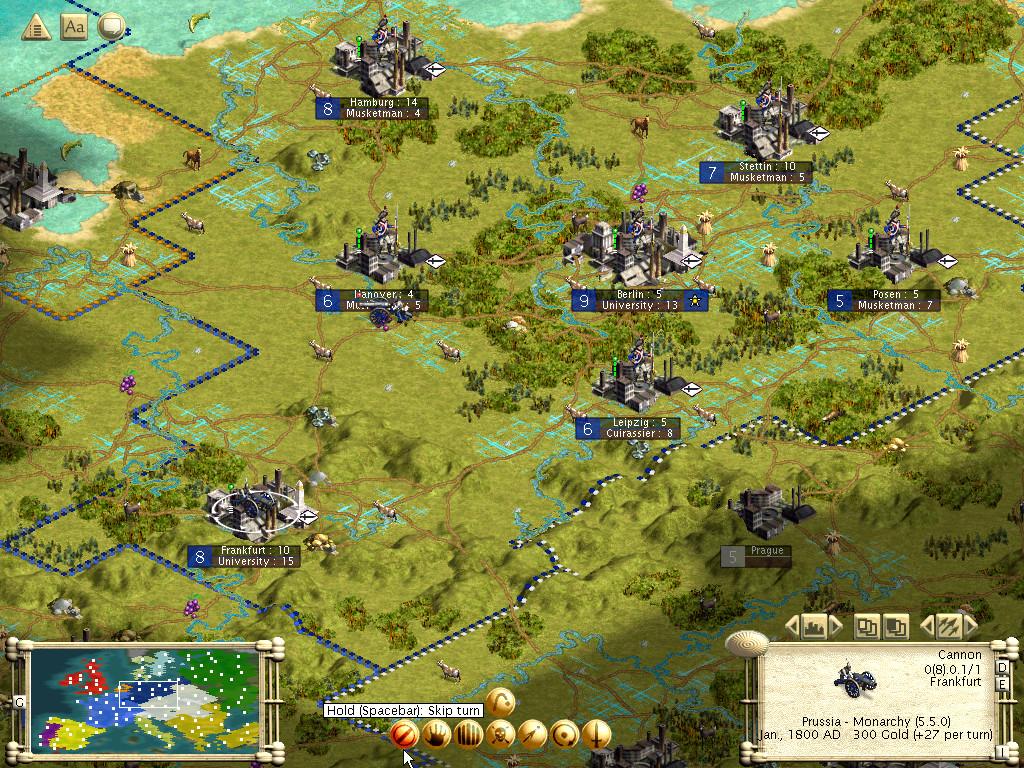 Aa
8 Hamburg : 14
Musketman : 4
7 Stettin : 10
Musketman : 5
6 Hanover : 4
5
9 Berlin : 5
University : 13
5 Posen : 5
Musketman : 7
6 Leipzig : 5
Cuirassier : 8
8 Frankfurt : 10
University : 15
5 Prague
Cannon
0(8).0.1/1
Frankfurt
D
E
G
Hold (Spacebar): Skip turn
Prussia - Monarchy (5.5.0)
Jan., 1800 AD 300 Gold (+27 per turn)